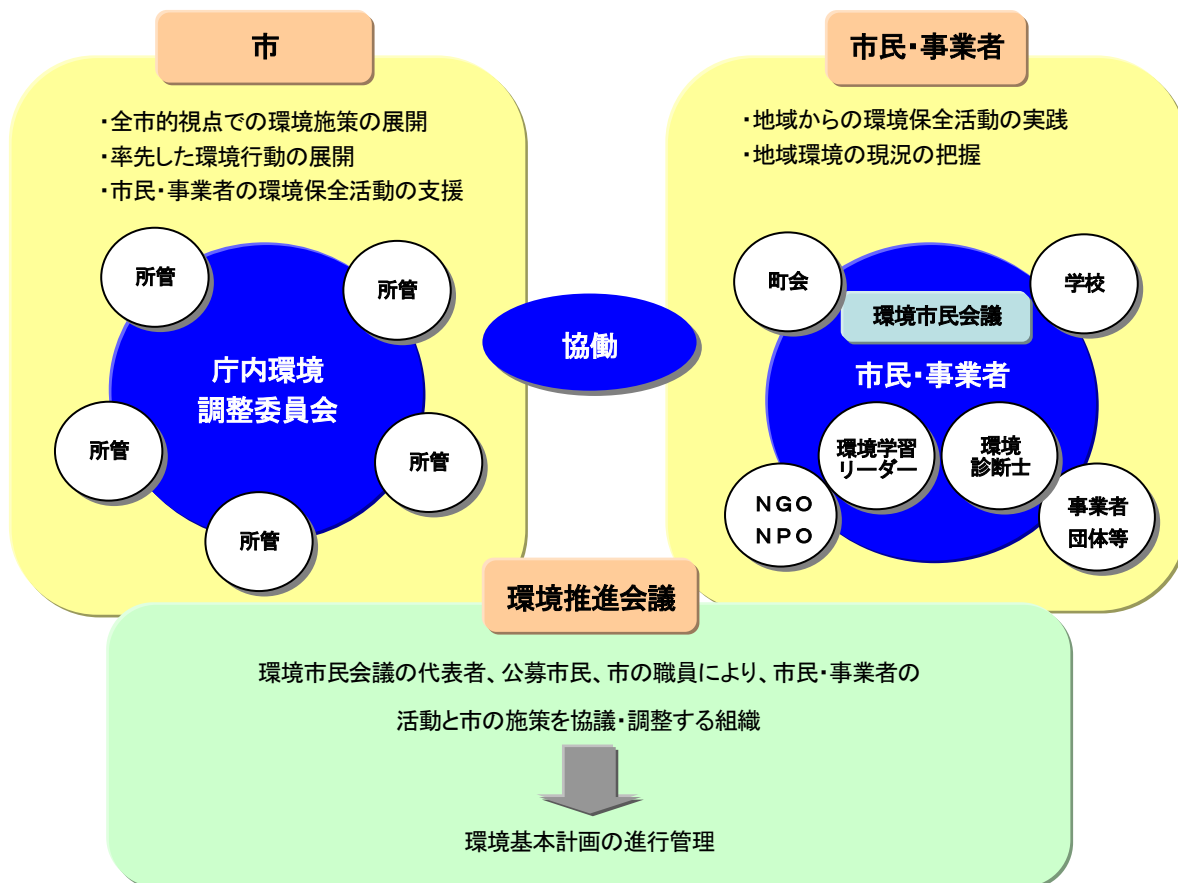 市
・全市的視点での環境施策の展開
・率先した環境行動の展開
・市民・事業者の環境保全活動の支援
所管
所管
庁内環境
調整委員会
所管
所管
所管
協働
市民・事業者
・地域からの環境保全活動の実践
・地域環境の現況の把握
町会
学校
環境市民会議
市民・事業者
環境学習
リーダー
環境
診断士
ＮＧＯ
ＮＰＯ
事業者
団体等
環境推進会議
環境市民会議の代表者、公募市民、市の職員により、市民・事業者の
活動と市の施策を協議・調整する組織
環境基本計画の進行管理